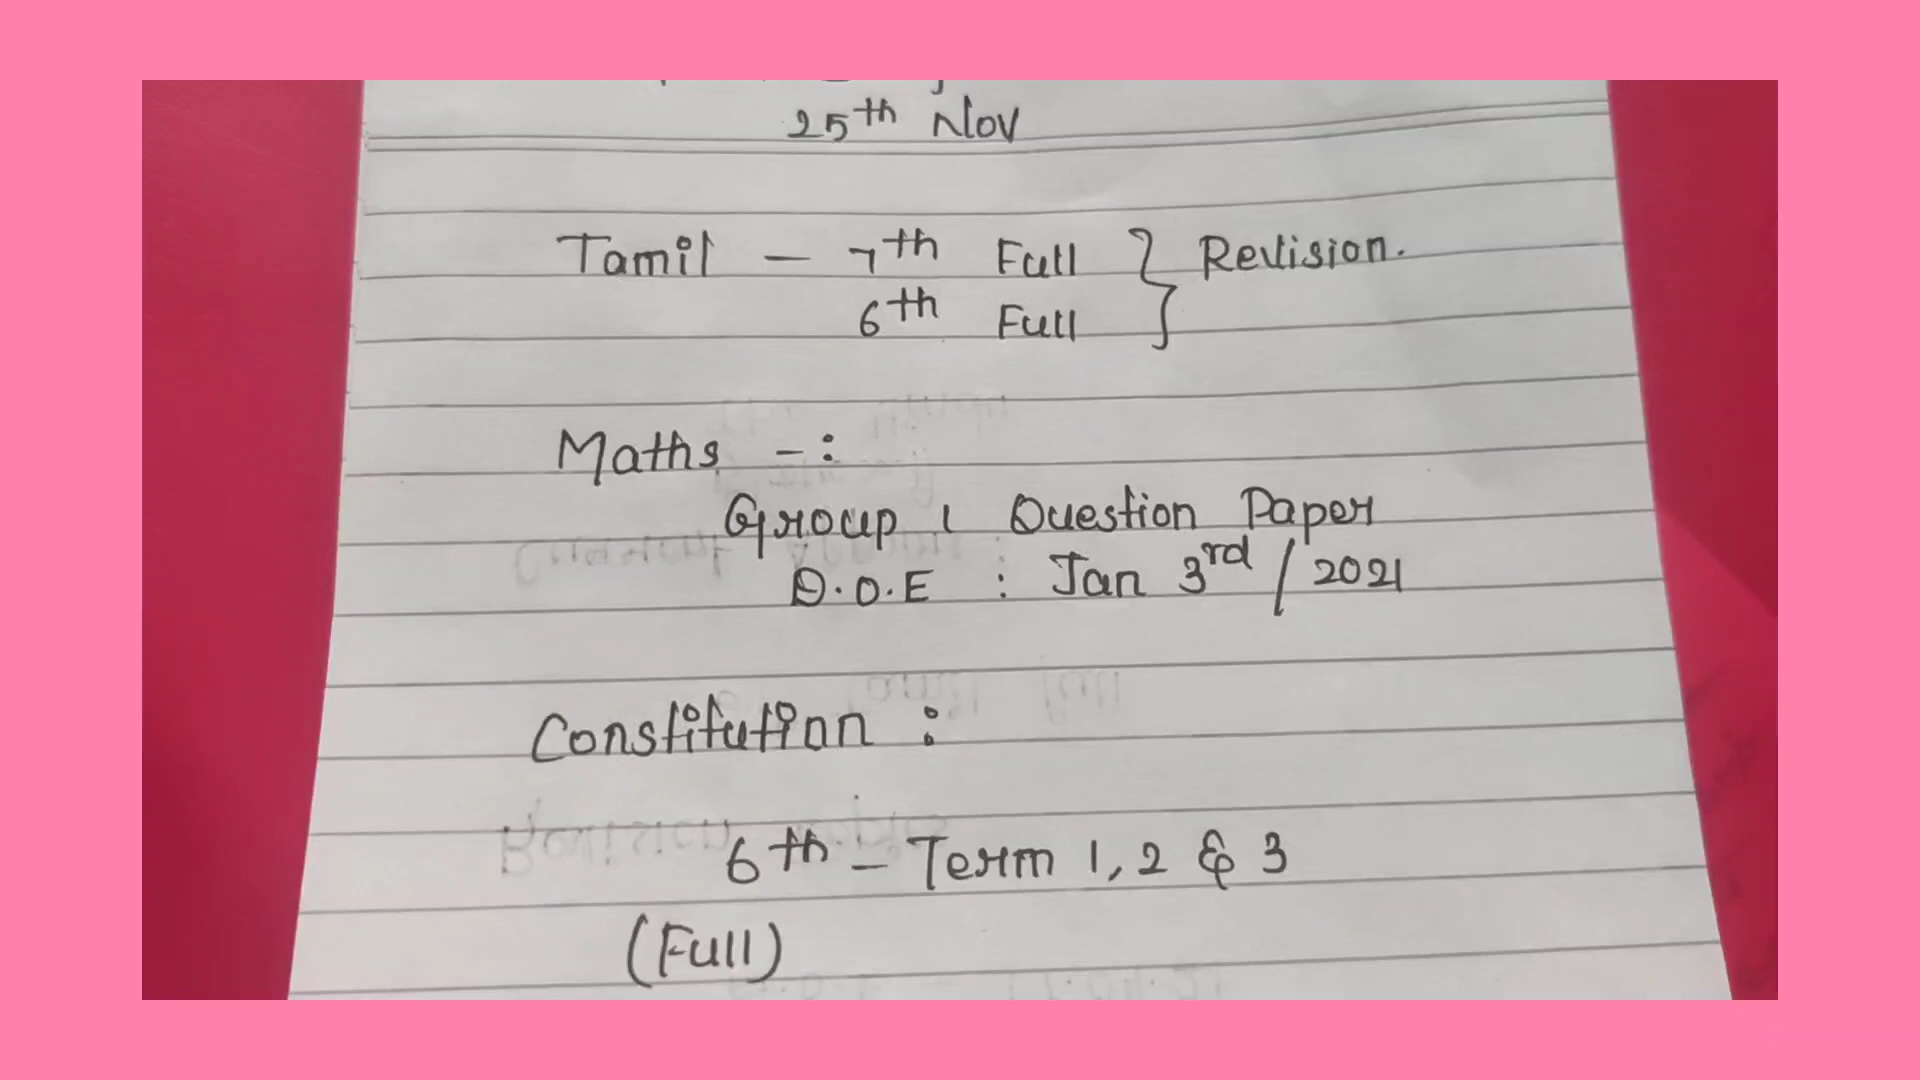 25th Nov
Tamil - 7th Full } Revision.
6th Full
Maths -:
Group 1 Question Paper
D.O.E : Jan 3rd / 2021
Constitution :
6th - Term 1, 2 & 3
(Full)